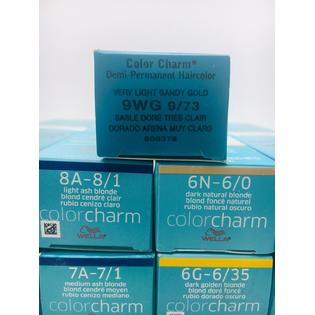 Color Charm®
Demi-Permanent Haircolor
VERY LIGHT SANDY GOLD
9WG 9/73
SABLE DORÉ TRÈS CLAIR
DORADO ARENA MUY CLARO
8A-8/1
light ash blonde
blond cendré clair
rubio cenizo claro
colorcharm
WELLA
6N-6/0
dark natural blonde
blond foncé naturel
rubio natural oscuro
colorcharm
WELLA
7A-7/1
medium ash blonde
blond cendré moyen
rubio cenizo mediano
6G-6/35
dark golden blonde
blond doré foncé
rubio dorado oscuro
colorcharm